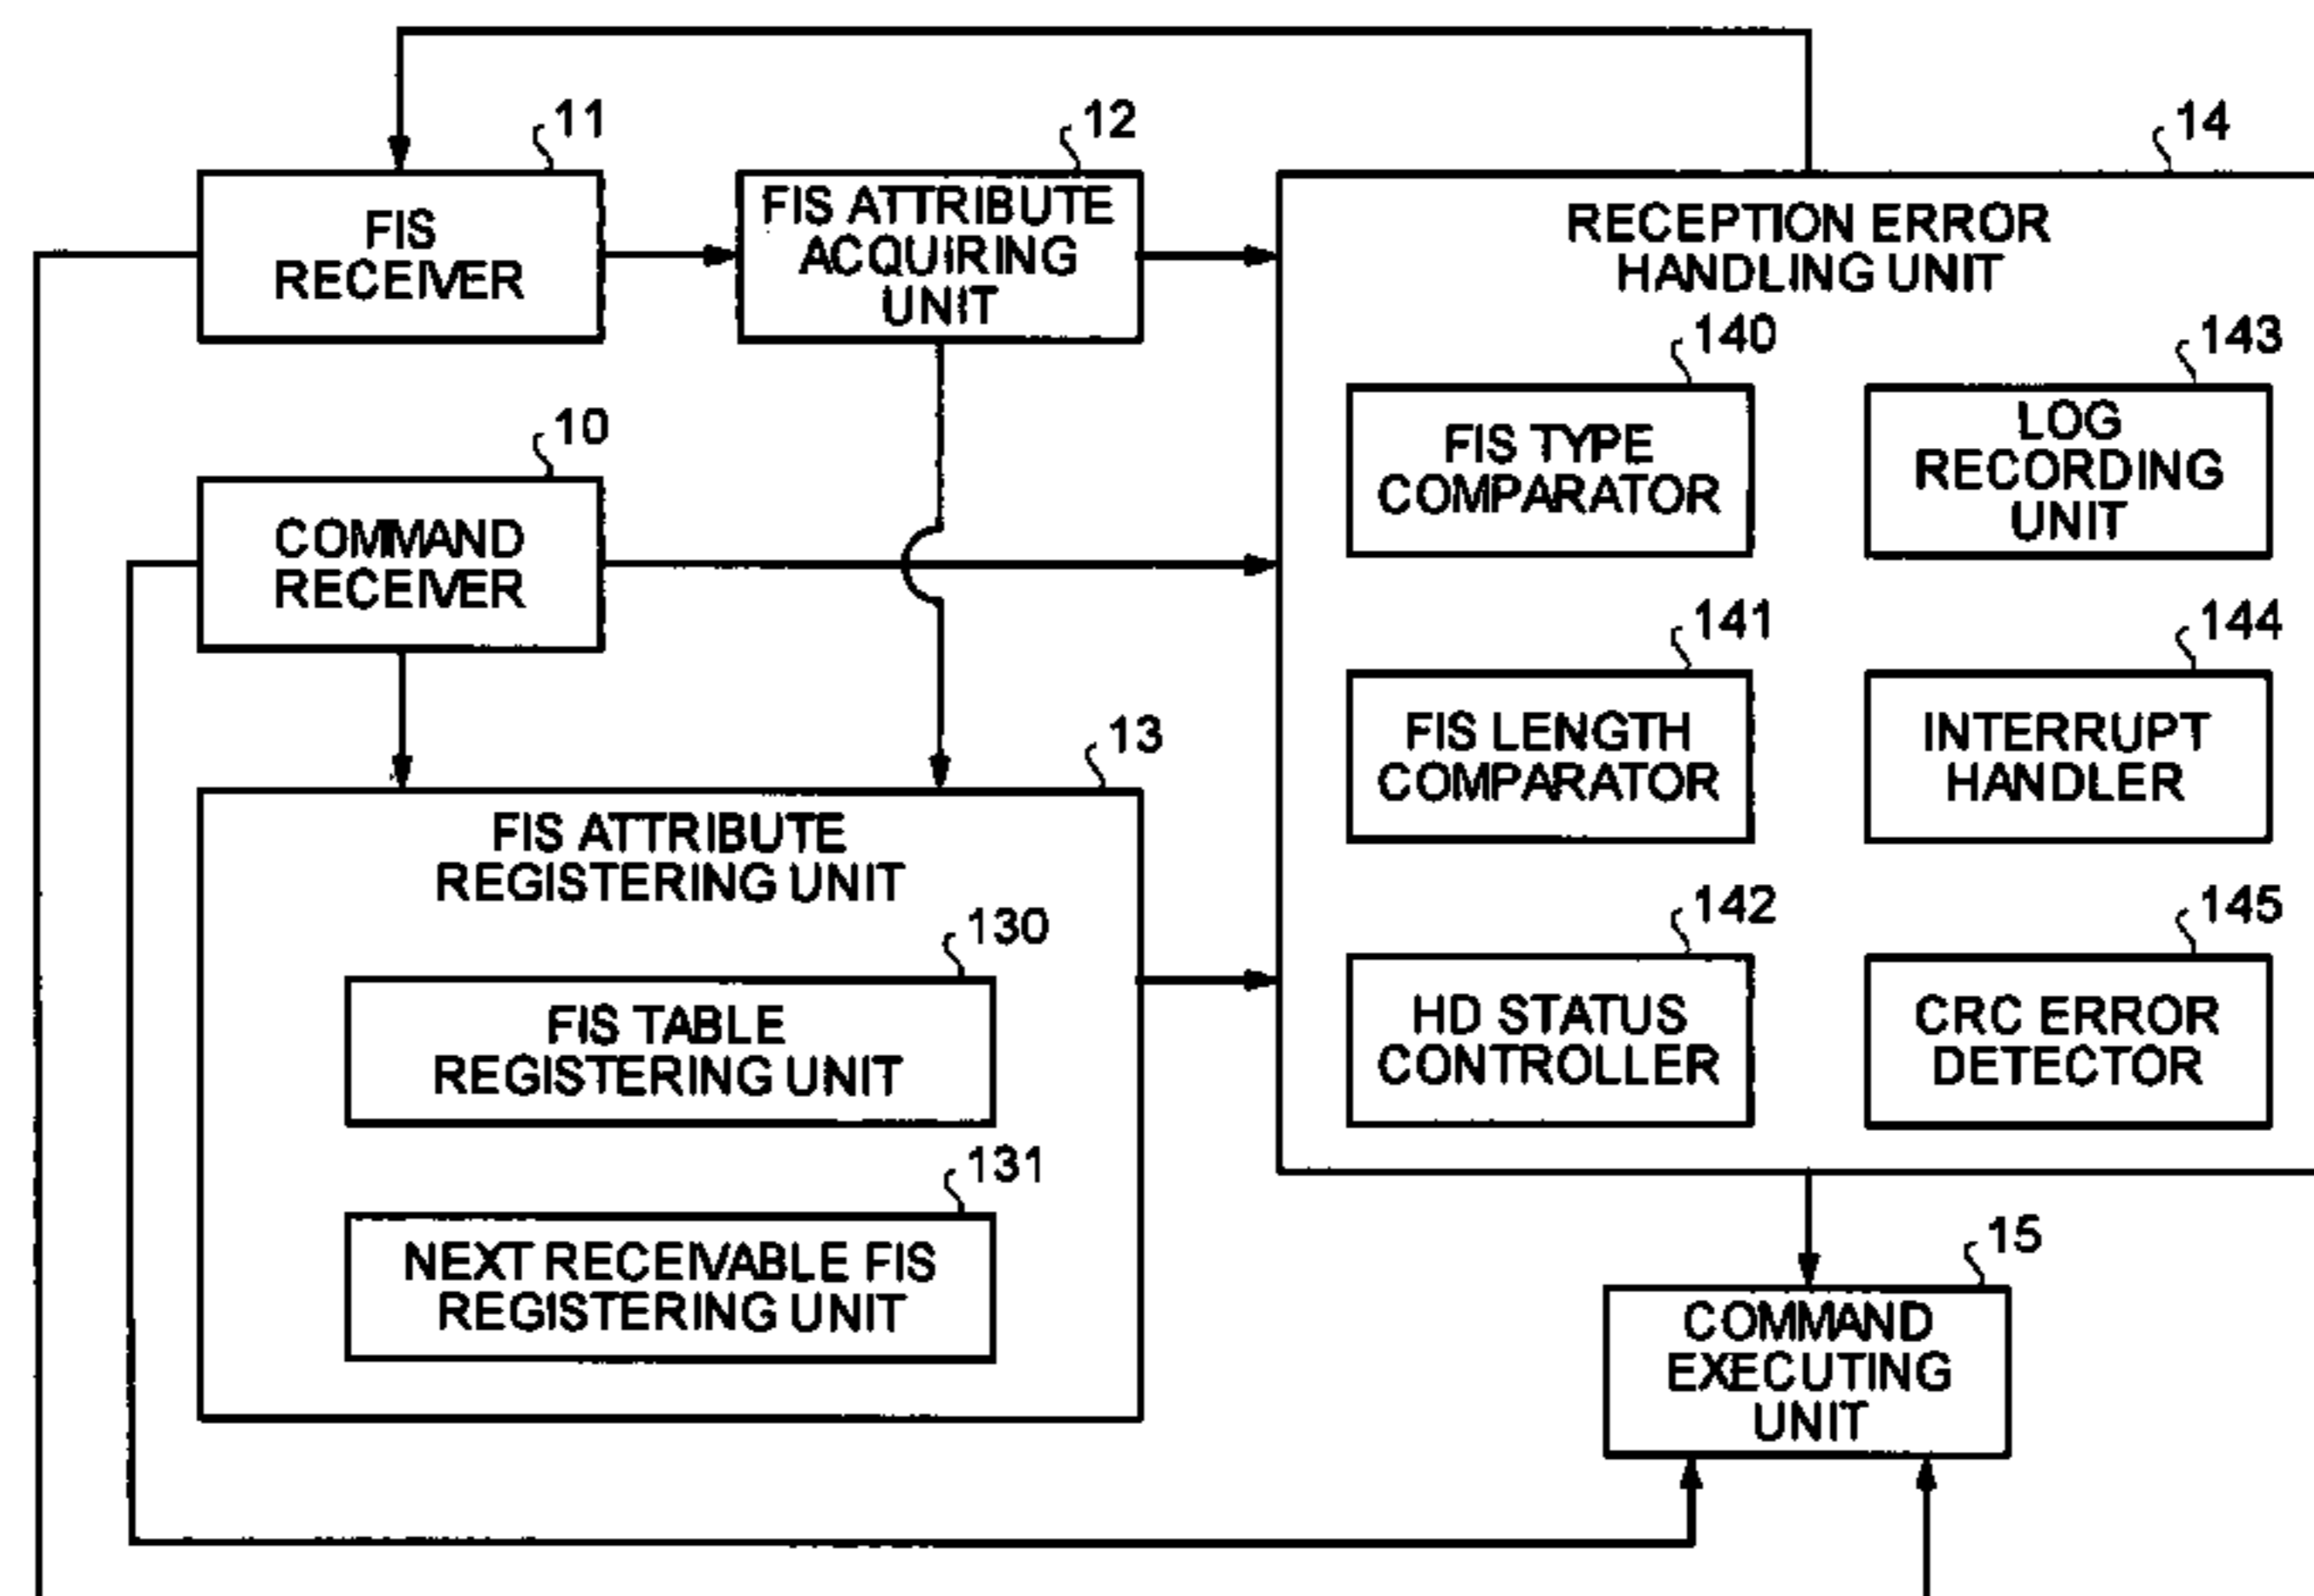 11
FIS
RECEIVER
12
FIS ATTRIBUTE
ACQUIRING
UNIT
14
RECEPTION ERROR
HANDLING UNIT
140
FIS TYPE
COMPARATOR
143
LOG
RECORDING
UNIT
10
COMMAND
RECEIVER
141
FIS LENGTH
COMPARATOR
144
INTERRUPT
HANDLER
13
FIS ATTRIBUTE
REGISTERING UNIT
130
FIS TABLE
REGISTERING UNIT
131
NEXT RECEIVABLE FIS
REGISTERING UNIT
142
HD STATUS
CONTROLLER
145
CRC ERROR
DETECTOR
15
COMMAND
EXECUTING
UNIT